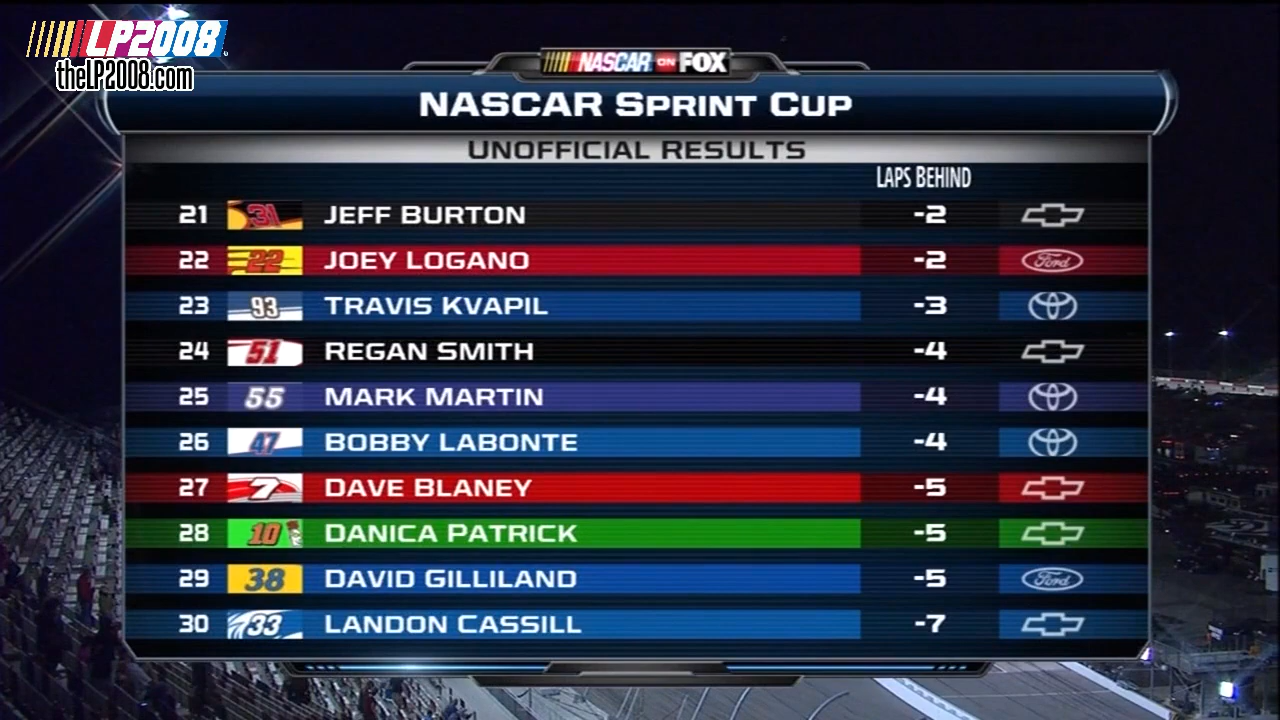 LP2008
theLP2008.com
NASCAR ON FOX
NASCAR SPRINT CUP
UNOFFICIAL RESULTS
LAPS BEHIND
21 31 JEFF BURTON -2
22 22 JOEY LOGANO -2 Ford
23 93 TRAVIS KVAPIL -3
24 51 REGAN SMITH -4
25 55 MARK MARTIN -4
26 47 BOBBY LABONTE -4
27 7 DAVE BLANEY -5
28 10 DANICA PATRICK -5
29 38 DAVID GILLILAND -5 Ford
30 33 LANDON CASSILL -7